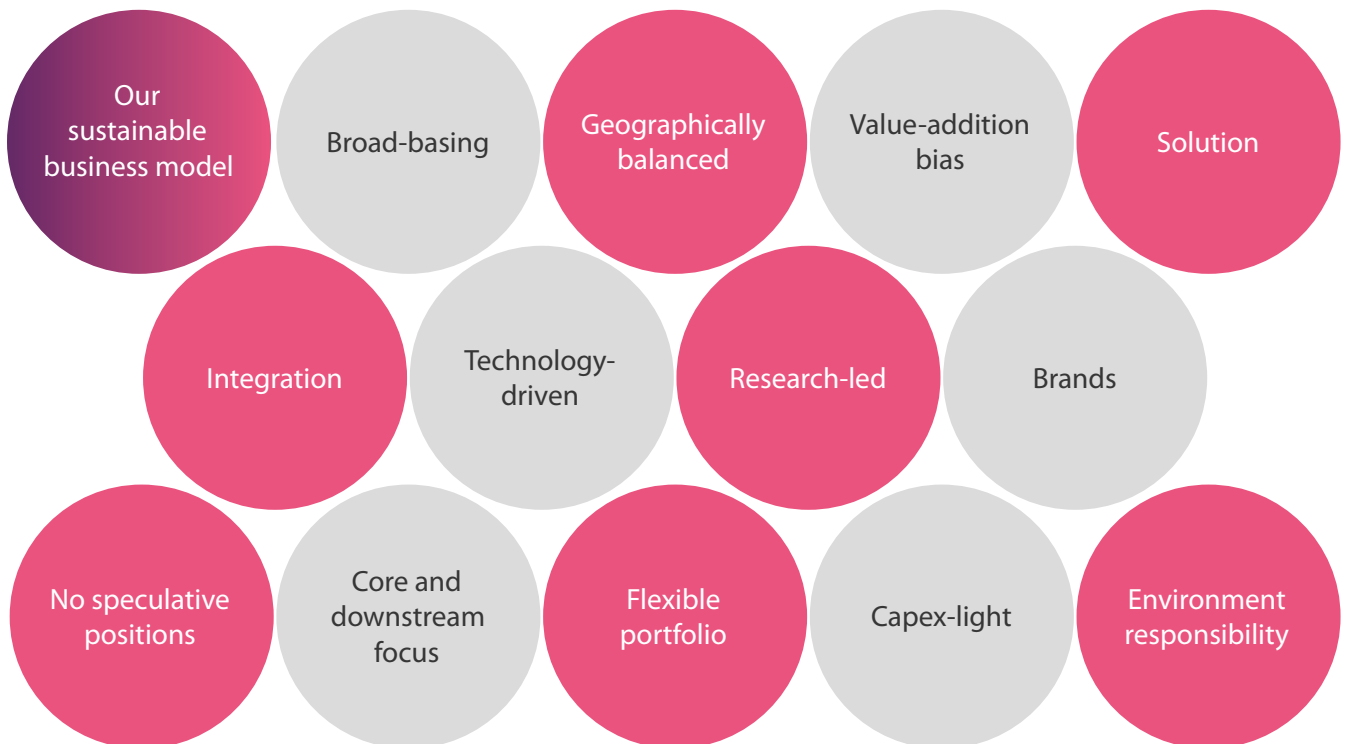 Our
sustainable
business model
Broad-basing
Geographically
balanced
Value-addition
bias
Solution
Integration
Technology-
driven
Research-led
Brands
No speculative
positions
Core and
downstream
focus
Flexible
portfolio
Capex-light
Environment
responsibility